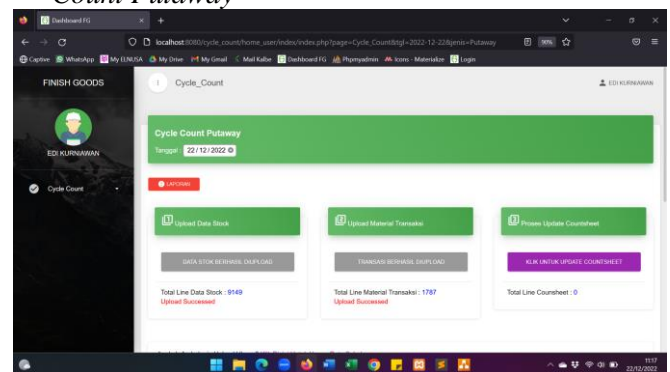 Count Putaway
Dashboard FG
localhost:8080/cycle_count/home_user/index/index.php?page=Cycle_Count&tgl=2022-12-22&jenis=Putaway
90%
Captive
WhatsApp
My ELNUSA
My Drive
My Gmail
Mail Kalbe
Dashboard FG
Phpmyadmin
Icons - Materialize
Login
FINISH GOODS
Cycle_Count
EDI KURNIAWAN
EDI KURNIAWAN
Cycle Count
Cycle Count Putaway
Tanggal : 22/12/2022
LAPORAN
Upload Data Stock
DATA STOK BERHASIL DIUPLOAD
Total Line Data Stock : 9149
Upload Successed
Upload Material Transaksi
TRANSAKSI BERHASIL DIUPLOAD
Total Line Material Transaksi : 1787
Upload Successed
Proses Update Countsheet
KLIK UNTUK UPDATE COUNTSHEET
Total Line Counsheet : 0
11:17
22/12/2022